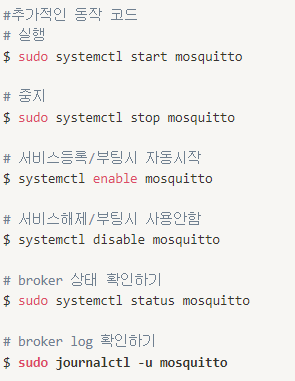 #추가적인 동작 코드
# 실행
$ sudo systemctl start mosquitto
# 중지
$ sudo systemctl stop mosquitto
# 서비스등록/부팅시 자동시작
$ systemctl enable mosquitto
# 서비스해제/부팅시 사용안함
$ systemctl disable mosquitto
# broker 상태 확인하기
$ sudo systemctl status mosquitto
# broker log 확인하기
$ sudo journalctl -u mosquitto